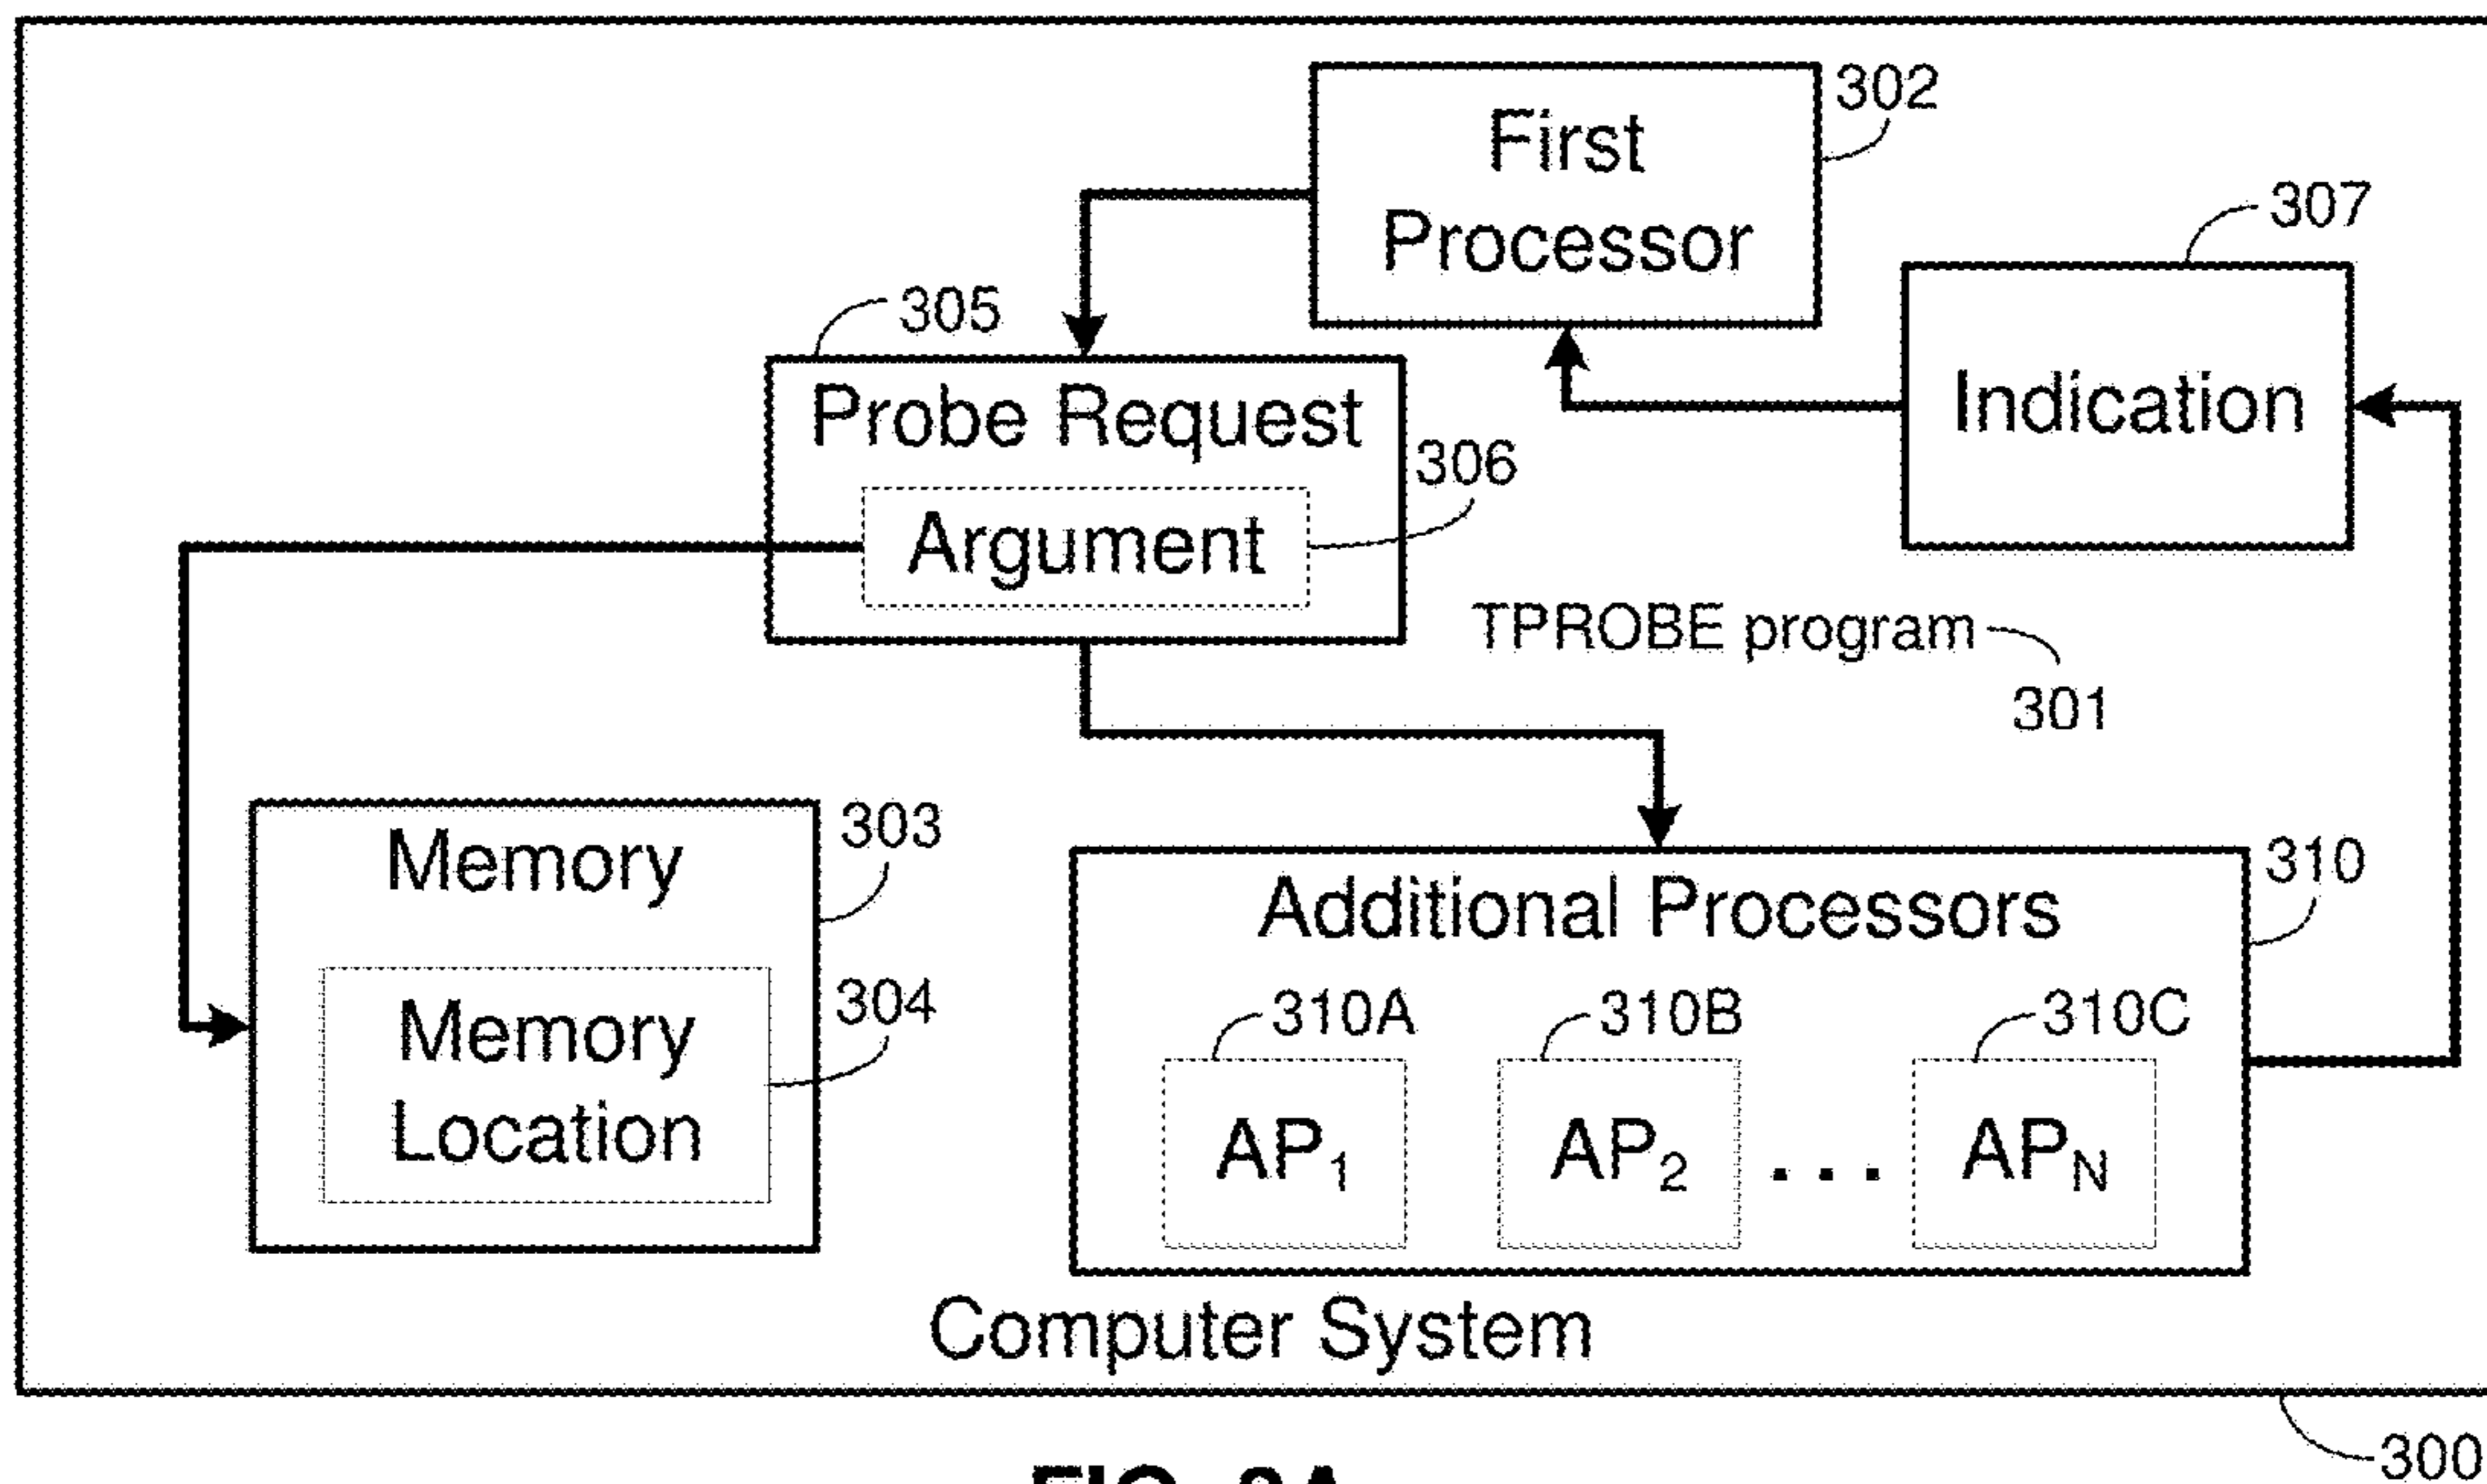 302
First
Processor
307
305
Indication
Probe Request
306
Argument
TPROBE program
301
303
Memory
310
Additional Processors
304
Memory
Location
310A
310B
310C
AP1
AP2
...
APN
Computer System
300